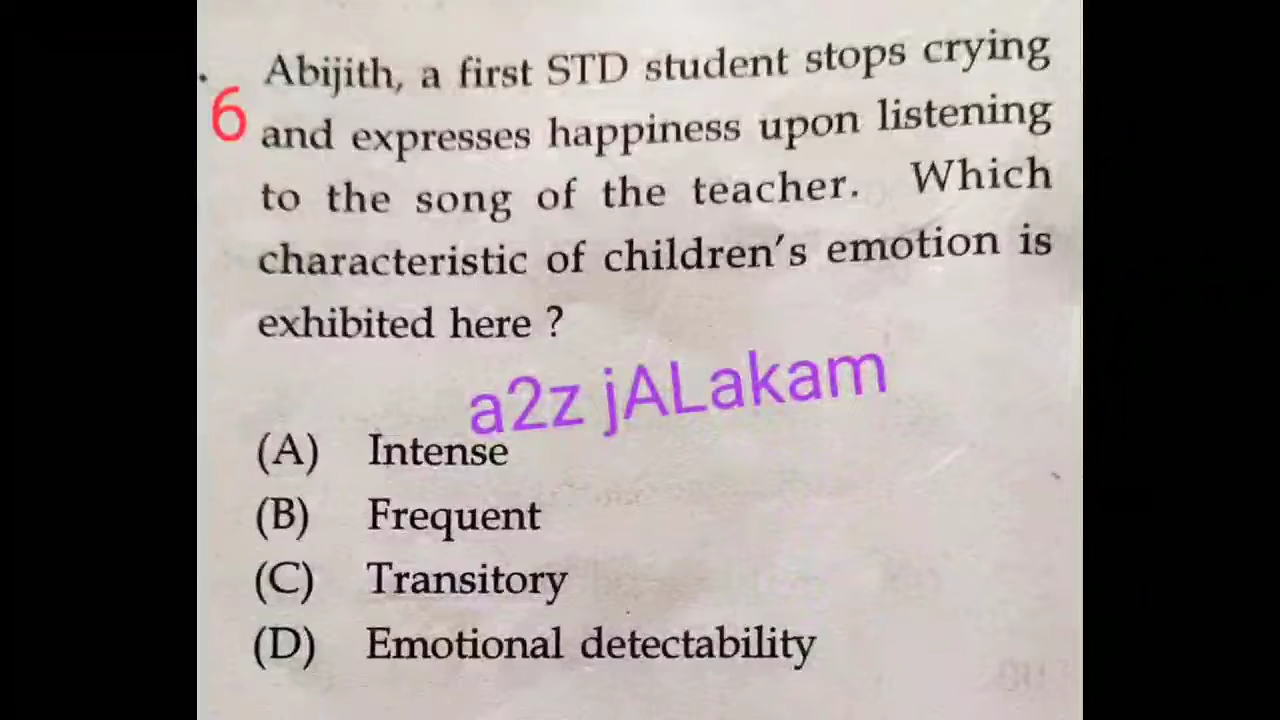 6
Abijith, a first STD student stops crying
and expresses happiness upon listening
to the song of the teacher. Which
characteristic of children's emotion is
exhibited here ?
a2z jALakam
(A) Intense
(B) Frequent
(C) Transitory
(D) Emotional detectability